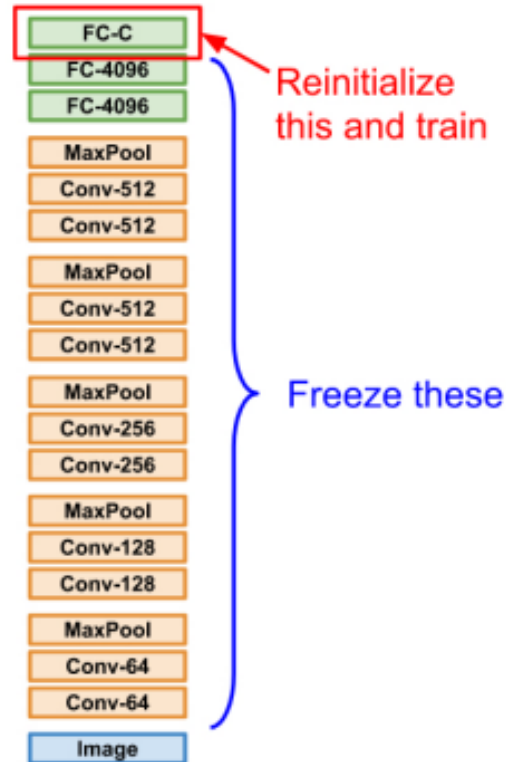 FC-C
FC-4096
FC-4096
MaxPool
Conv-512
Conv-512
MaxPool
Conv-512
Conv-512
MaxPool
Conv-256
Conv-256
MaxPool
Conv-128
Conv-128
MaxPool
Conv-64
Conv-64
Image
Reinitialize
this and train
Freeze these